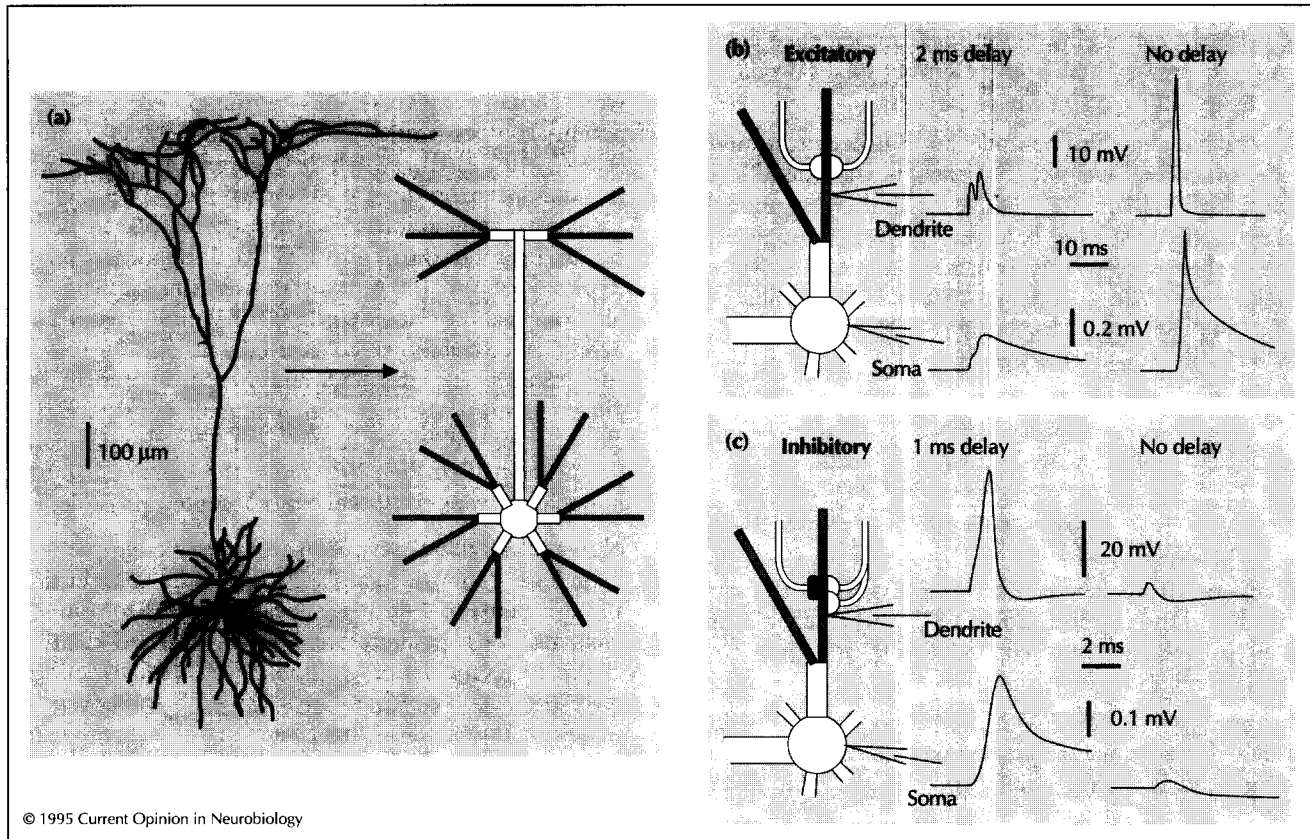 (a)
100 µm
(b) Excitatory 2 ms delay No delay
10 mV
Dendrite
10 ms
0.2 mV
Soma
(c) Inhibitory 1 ms delay No delay
20 mV
Dendrite
2 ms
0.1 mV
Soma
© 1995 Current Opinion in Neurobiology